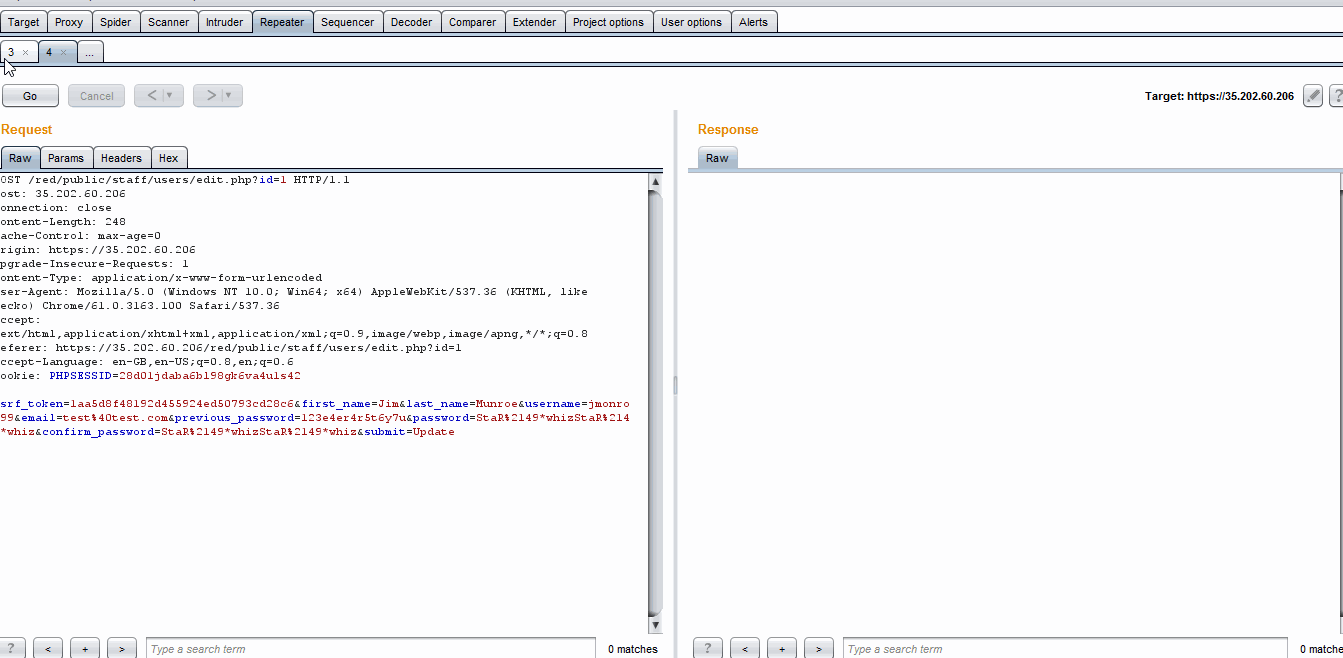 Target Proxy Spider Scanner Intruder Repeater Sequencer Decoder Comparer Extender Project options User options Alerts
3 × 4 × ...
Go Cancel < ▼ > ▼ Target: https://35.202.60.206 ?
Request
Response
Raw Params Headers Hex
Raw
OST /red/public/staff/users/edit.php?id=1 HTTP/1.1
ost: 35.202.60.206
onnection: close
ontent-Length: 248
ache-Control: max-age=0
rigin: https://35.202.60.206
pgrade-Insecure-Requests: 1
ontent-Type: application/x-www-form-urlencoded
ser-Agent: Mozilla/5.0 (Windows NT 10.0; Win64; x64) AppleWebKit/537.36 (KHTML, like
ecko) Chrome/61.0.3163.100 Safari/537.36
ccept:
ext/html,application/xhtml+xml,application/xml;q=0.9,image/webp,image/apng,*/*;q=0.8
eferer: https://35.202.60.206/red/public/staff/users/edit.php?id=1
ccept-Language: en-GB,en-US;q=0.8,en;q=0.6
ookie: PHPSESSID=28d01jdaba6b198gk6va4uls42
srf_token=1aa5d8f48192d455924ed50793cd28c6&first_name=Jim&last_name=Munroe&username=jmonro
99&email=test%40test.com&previous_password=123e4er4r5t6y7u&password=StaR%2149*whizStaR%214
*whiz&confirm_password=StaR%2149*whizStaR%2149*whiz&submit=Update
? < + > Type a search term 0 matches
? < + > Type a search term 0 matche